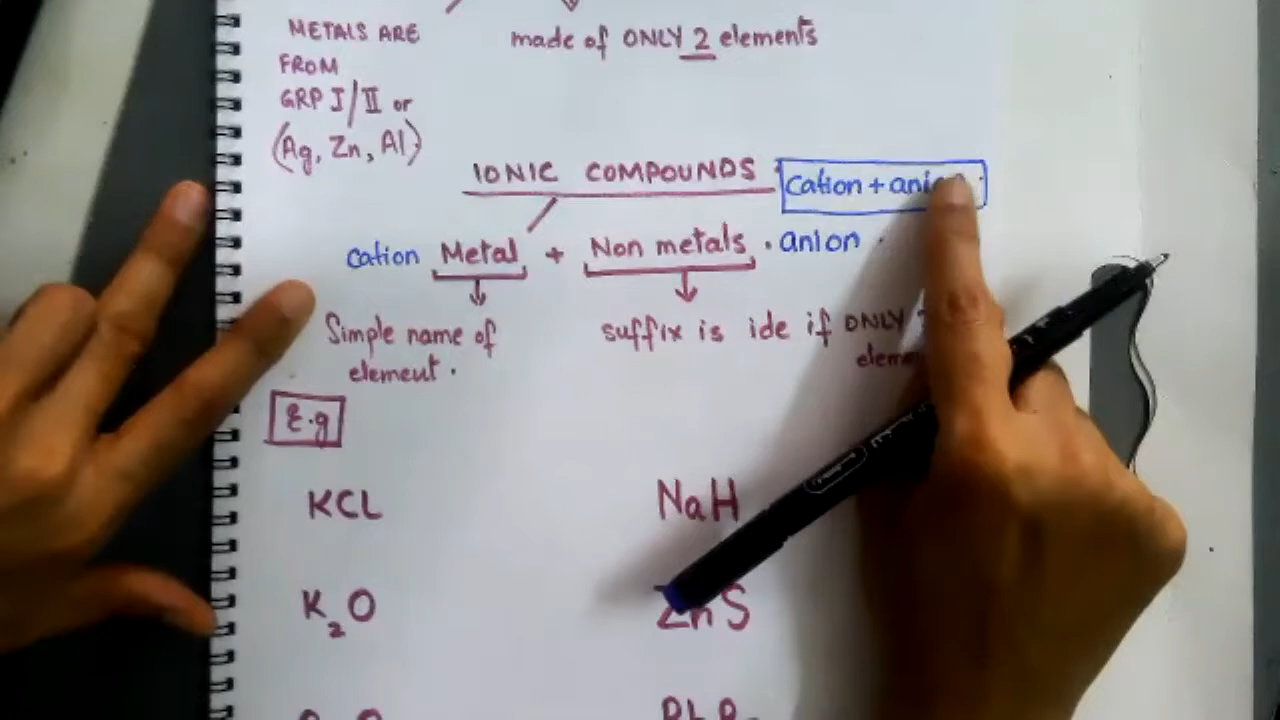 METALS ARE
FROM
GRP I/II or
(Ag, Zn, Al)
made of ONLY 2 elements
IONIC COMPOUNDS
cation + anion
cation Metal + Non metals . anion .
Simple name of
element .
suffix is ide if ONLY
E.g
KCL
NaH
K₂O
ZnS